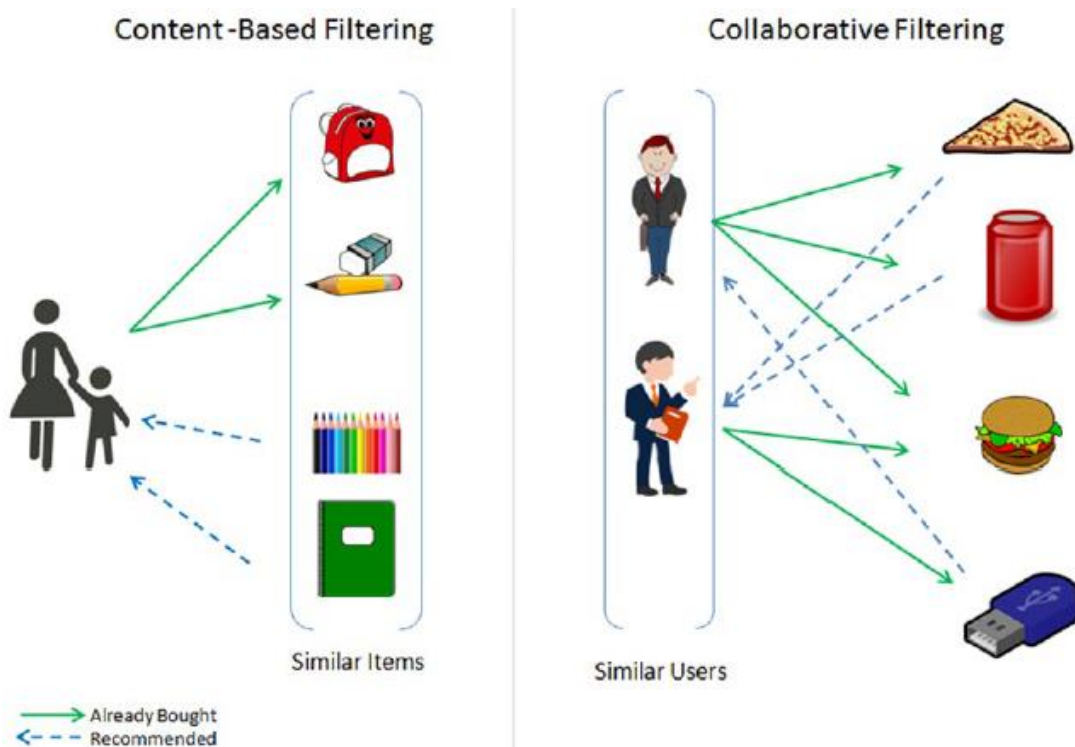 Content-Based Filtering
Collaborative Filtering
Similar Items
Similar Users
Already Bought
Recommended